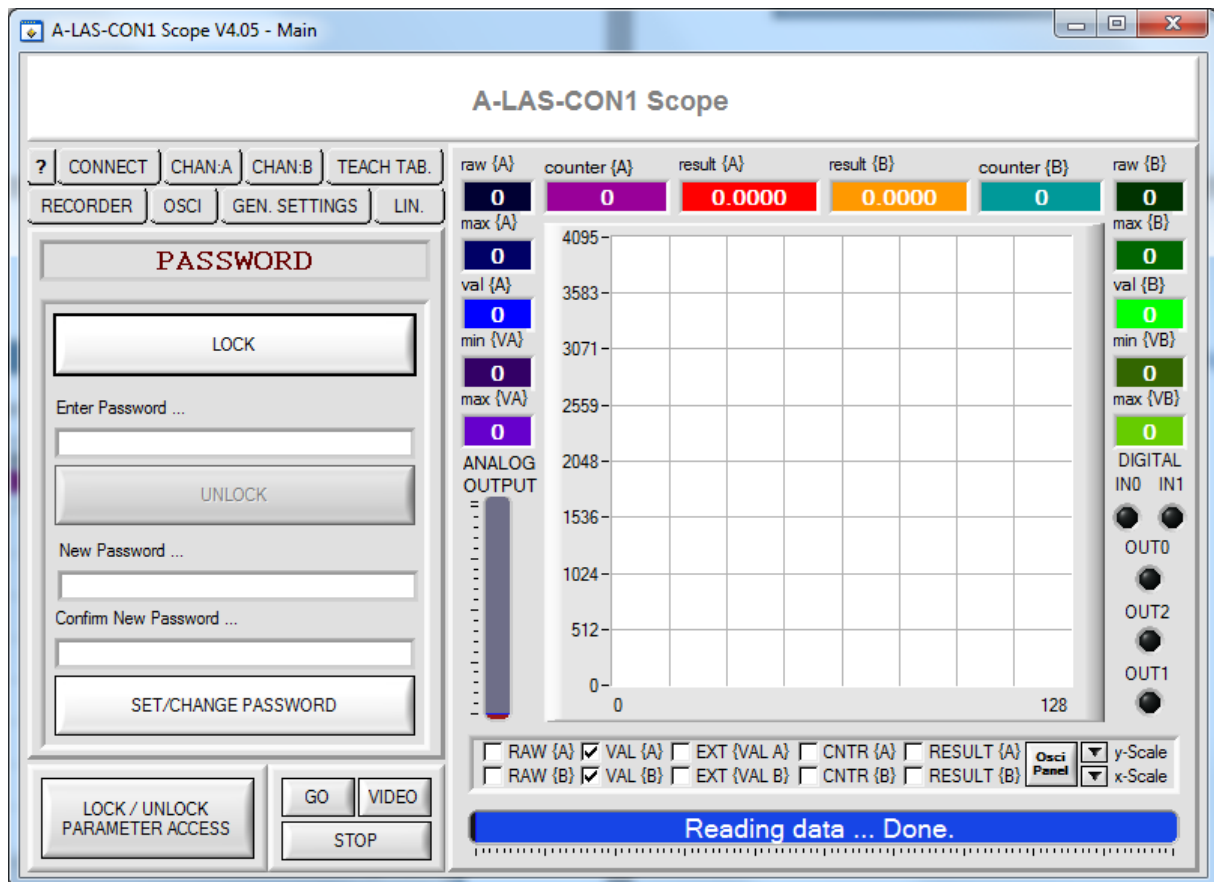 A-LAS-CON1 Scope V4.05 - Main
A-LAS-CON1 Scope
? CONNECT CHAN:A CHAN:B TEACH TAB.
RECORDER OSCI GEN. SETTINGS LIN.
PASSWORD
LOCK
Enter Password ...
UNLOCK
New Password ...
Confirm New Password ...
SET/CHANGE PASSWORD
LOCK / UNLOCK
PARAMETER ACCESS
GO VIDEO
STOP
raw {A} counter {A} result {A} result {B} counter {B} raw {B}
0 0 0.0000 0.0000 0 0
max {A}
0
val {A}
0
min {VA}
0
max {VA}
0
ANALOG
OUTPUT
4095
3583
3071
2559
2048
1536
1024
512
0
0 128
max {B}
0
val {B}
0
min {VB}
0
max {VB}
0
DIGITAL
IN0 IN1
OUT0
OUT2
OUT1
RAW {A} VAL {A} EXT {VAL A} CNTR {A} RESULT {A}
RAW {B} VAL {B} EXT {VAL B} CNTR {B} RESULT {B}
Osci
Panel
y-Scale
x-Scale
Reading data ... Done.